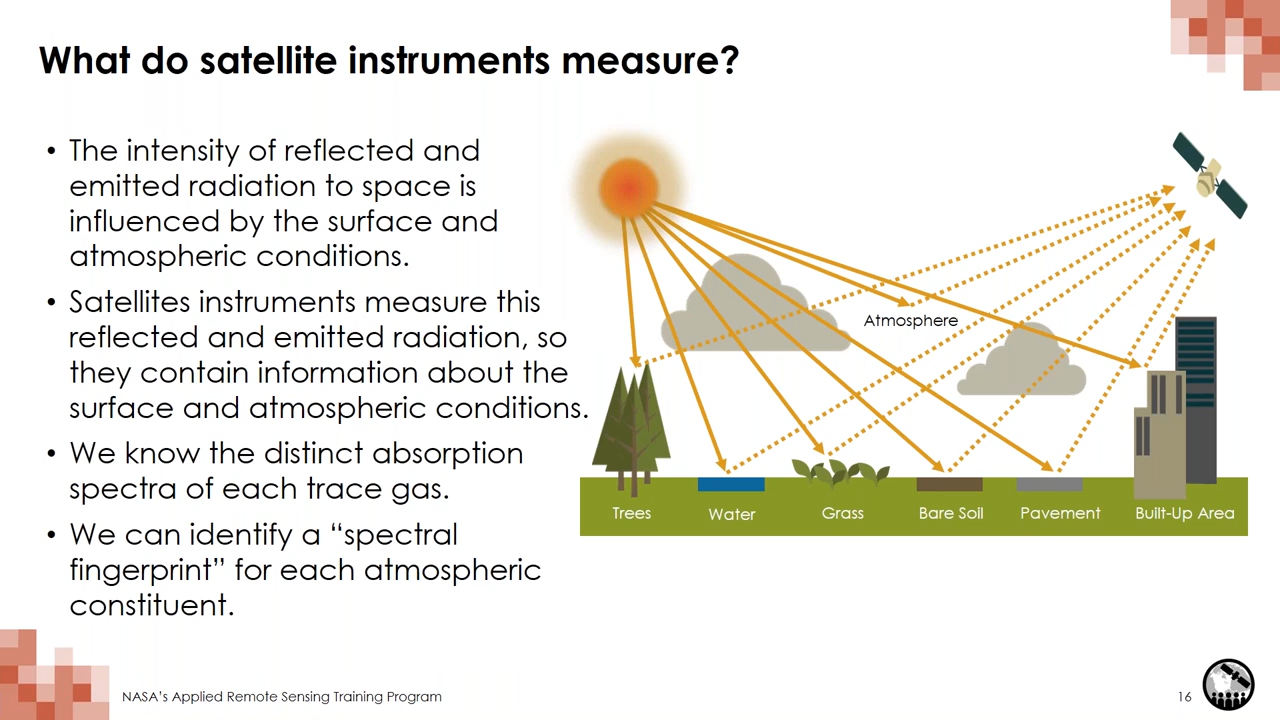 What do satellite instruments measure?
• The intensity of reflected and
emitted radiation to space is
influenced by the surface and
atmospheric conditions.
• Satellites instruments measure this
reflected and emitted radiation, so
they contain information about the
surface and atmospheric conditions.
• We know the distinct absorption
spectra of each trace gas.
• We can identify a “spectral
fingerprint” for each atmospheric
constituent.
Atmosphere
Trees
Water
Grass
Bare Soil
Pavement
Built-Up Area
NASA’s Applied Remote Sensing Training Program
16